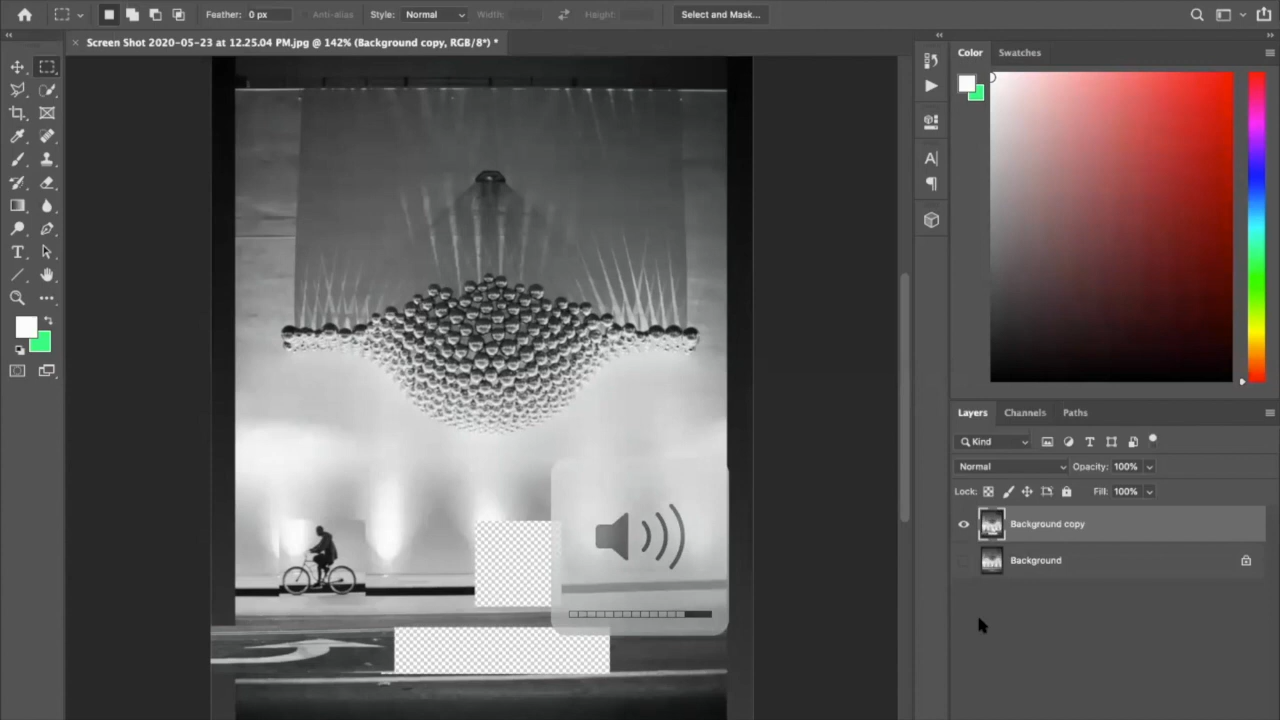 Feather: 0 px Anti-alias Style: Normal Width: Height: Select and Mask...
Screen Shot 2020-05-23 at 12.25.04 PM.jpg @ 142% (Background copy, RGB/8*) *
Color Swatches
Layers Channels Paths
Kind
Normal Opacity: 100%
Lock: Fill: 100%
Background copy
Background